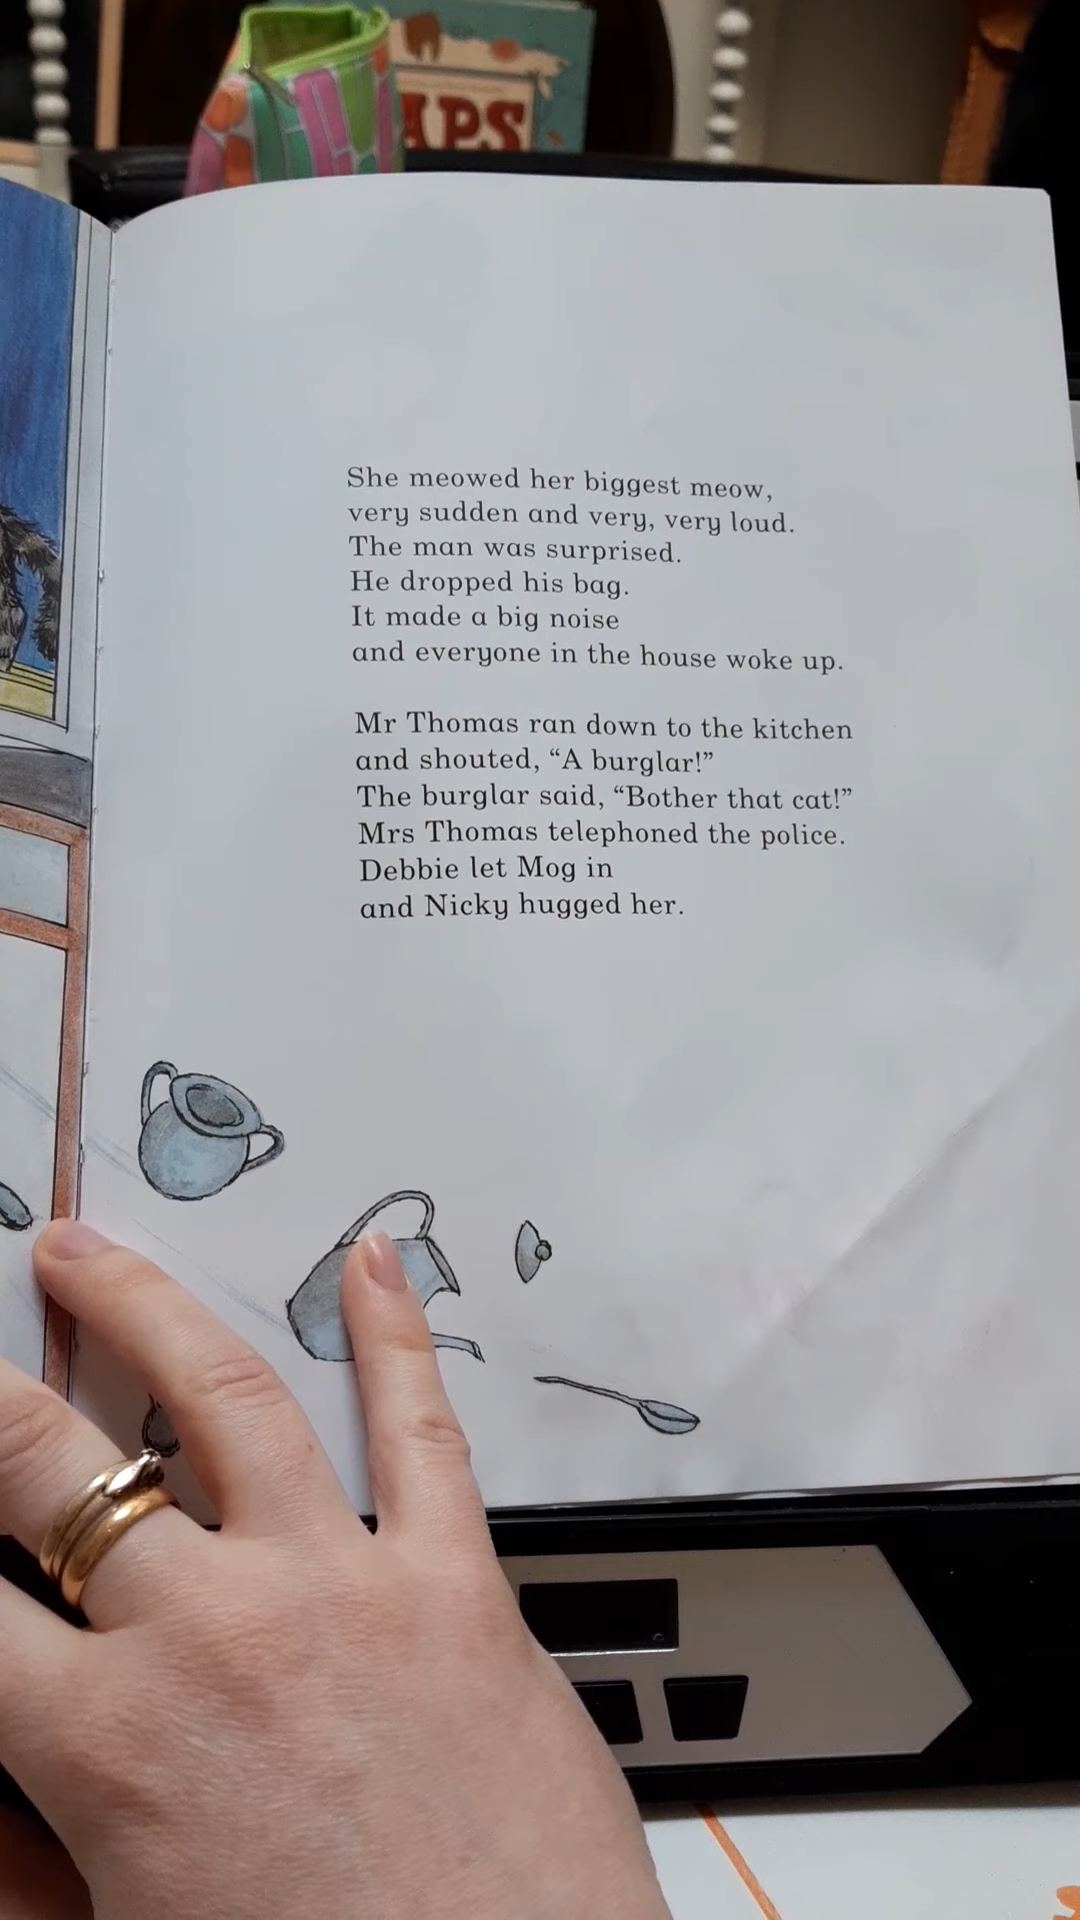 APS
She meowed her biggest meow,
very sudden and very, very loud.
The man was surprised.
He dropped his bag.
It made a big noise
and everyone in the house woke up.
Mr Thomas ran down to the kitchen
and shouted, “A burglar!”
The burglar said, “Bother that cat!”
Mrs Thomas telephoned the police.
Debbie let Mog in
and Nicky hugged her.